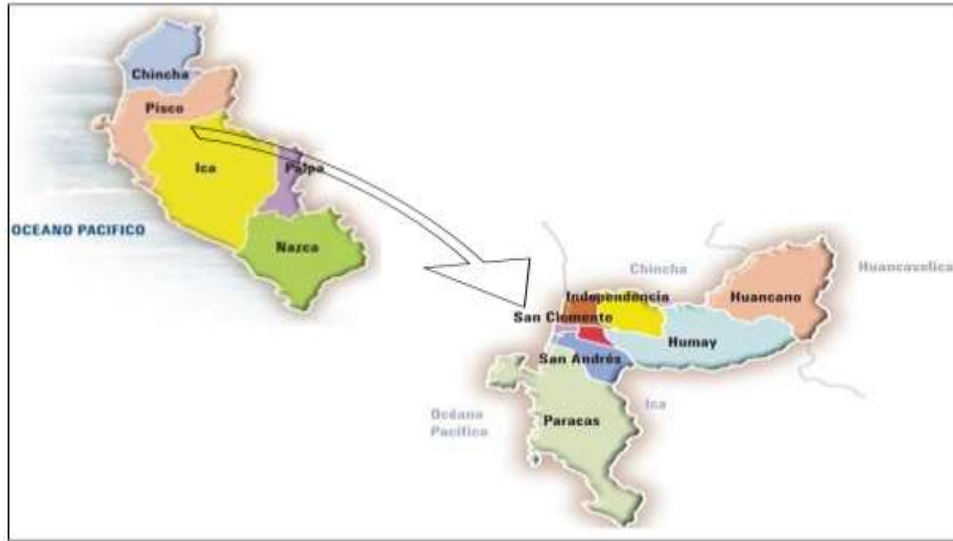 Chincha
Pisco
Ica
Palpa
OCEANO PACIFICO
Nazca
Chincha
Huancavelica
Independencia
Huancano
San Clemente
Humay
San Andrés
Ica
Océano
Pacífico
Paracas